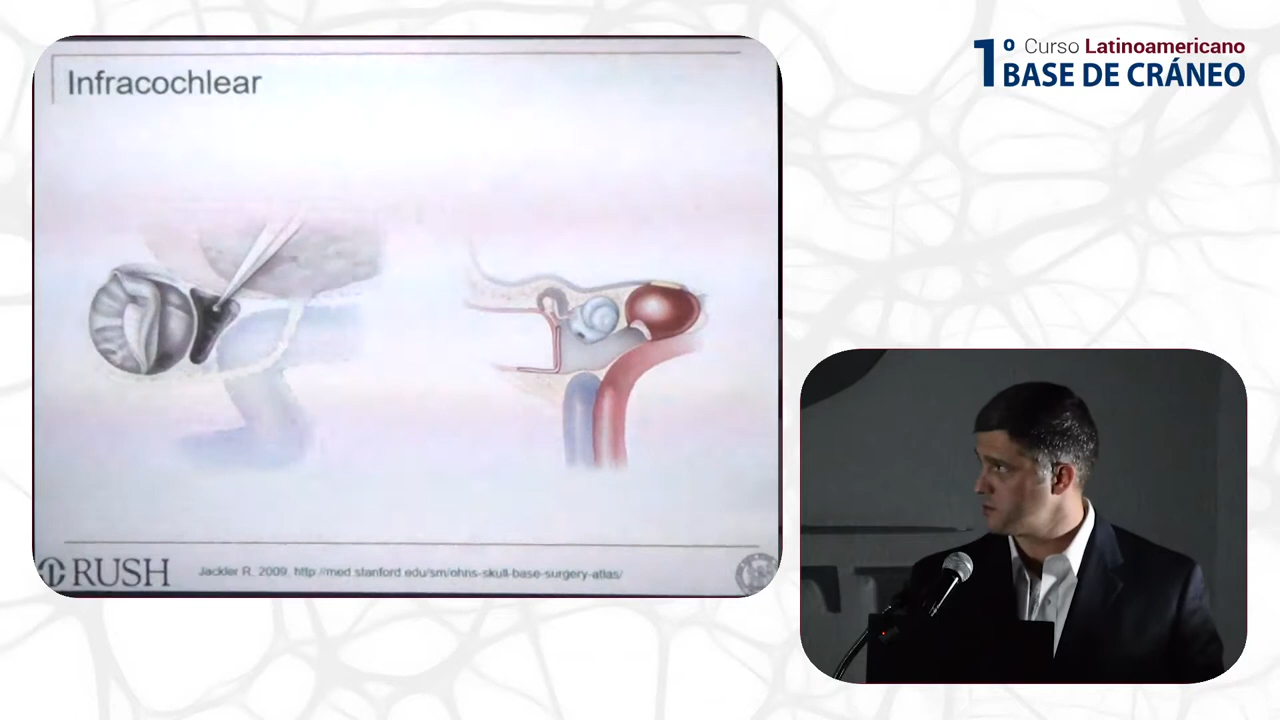 Infracochlear
RUSH
Jackler R. 2009. http://med.stanford.edu/sm/ohns-skull-base-surgery-atlas/
1º Curso Latinoamericano
BASE DE CRÁNEO